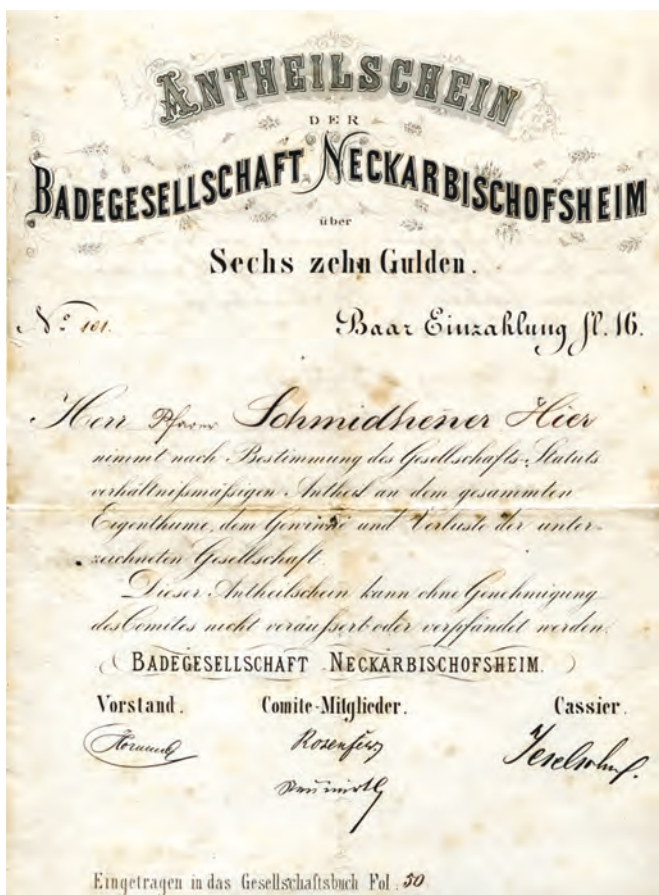 ANTHEILSCHEIN
DER
BADEGESELLSCHAFT NECKARBISCHOFSHEIM
über
Sechs zehn Gulden.
No. 101. Baar Einzahlung fl. 16.
Herr Pfarrer Schmidhener Hier
nimmt nach Bestimmung des Gesellschafts-Statuts
verhältnißmäßigen Antheil an dem gesammten
Eigenthume, dem Gewinne und Verluste der unter-
zeichneten Gesellschaft.
Dieser Antheilschein kann ohne Genehmigung
des Comites nicht veraußert oder verpfändet werden.
BADEGESELLSCHAFT NECKARBISCHOFSHEIM.
Vorstand. Comite-Mitglieder. Cassier.
Eingetragen in das Gesellschaftsbuch Fol. 50